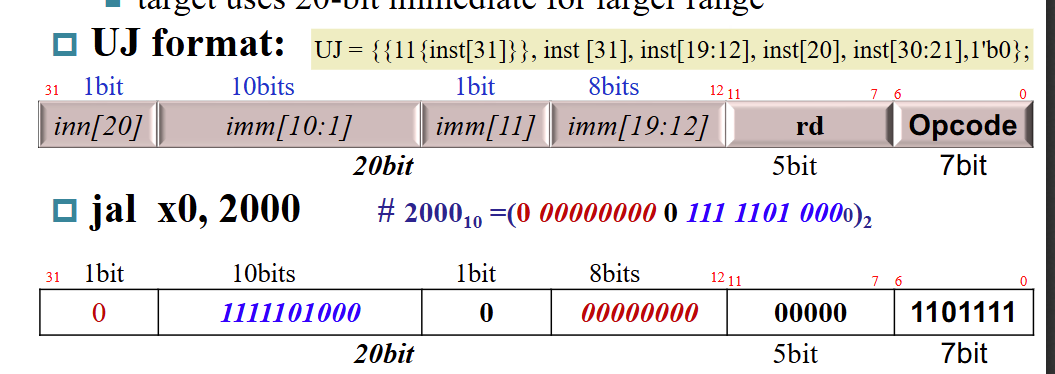 target uses 20-bit immediate for larger range
UJ format: UJ = {{11{inst[31]}}, inst [31], inst[19:12], inst[20], inst[30:21],1'b0};
31 1bit 10bits 1bit 8bits 12 11 7 6 0
inn[20] imm[10:1] imm[11] imm[19:12] rd Opcode
20bit 5bit 7bit
jal x0, 2000 # 2000₁₀ =(0 00000000 0 111 1101 0000)₂
31 1bit 10bits 1bit 8bits 12 11 7 6 0
0 1111101000 0 00000000 00000 1101111
20bit 5bit 7bit